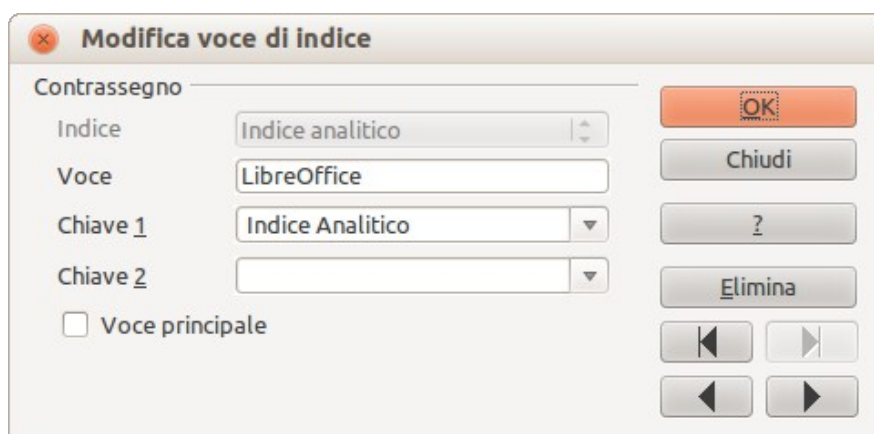 Modifica voce di indice
Contrassegno
OK
Indice
Indice analitico
Chiudi
Voce
LibreOffice
Chiave 1
Indice Analitico
?
Chiave 2
Elimina
Voce principale